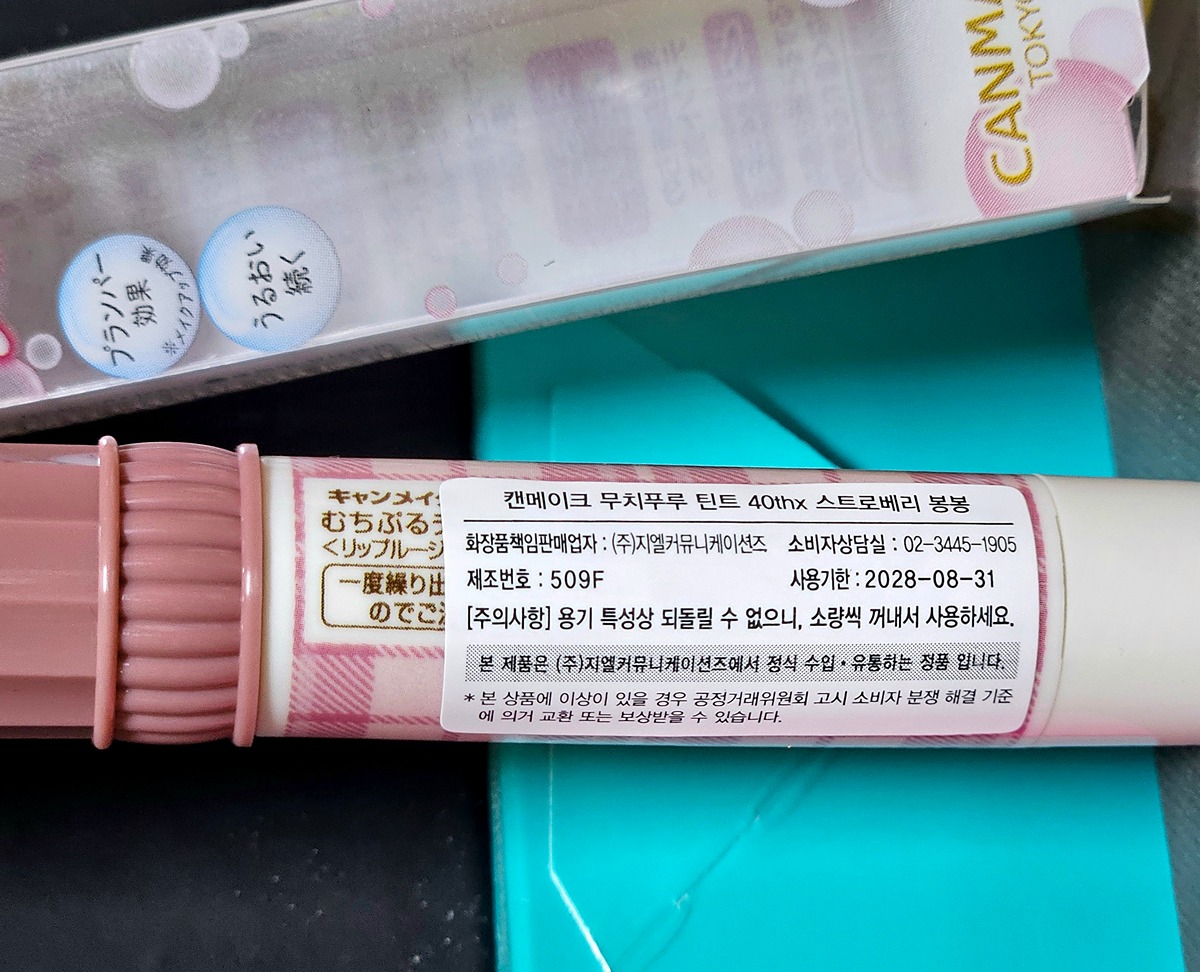 CANMA
TOKY
プランパー
効果
うるおい
続く
キャンメイ
むちぷる
<リップルージ
一度繰り出
のでご
캔메이크 무치푸루 틴트 40thx 스트로베리 봉봉
화장품책임판매업자 : (주)지엘커뮤니케이션즈 소비자상담실 : 02-3445-1905
제조번호 : 509F 사용기한 : 2028-08-31
[주의사항] 용기 특성상 되돌릴 수 없으니, 소량씩 꺼내서 사용하세요.
본 제품은 (주)지엘커뮤니케이션즈에서 정식 수입·유통하는 정품 입니다.
* 본 상품에 이상이 있을 경우 공정거래위원회 고시 소비자 분쟁 해결 기준
에 의거 교환 또는 보상받을 수 있습니다.